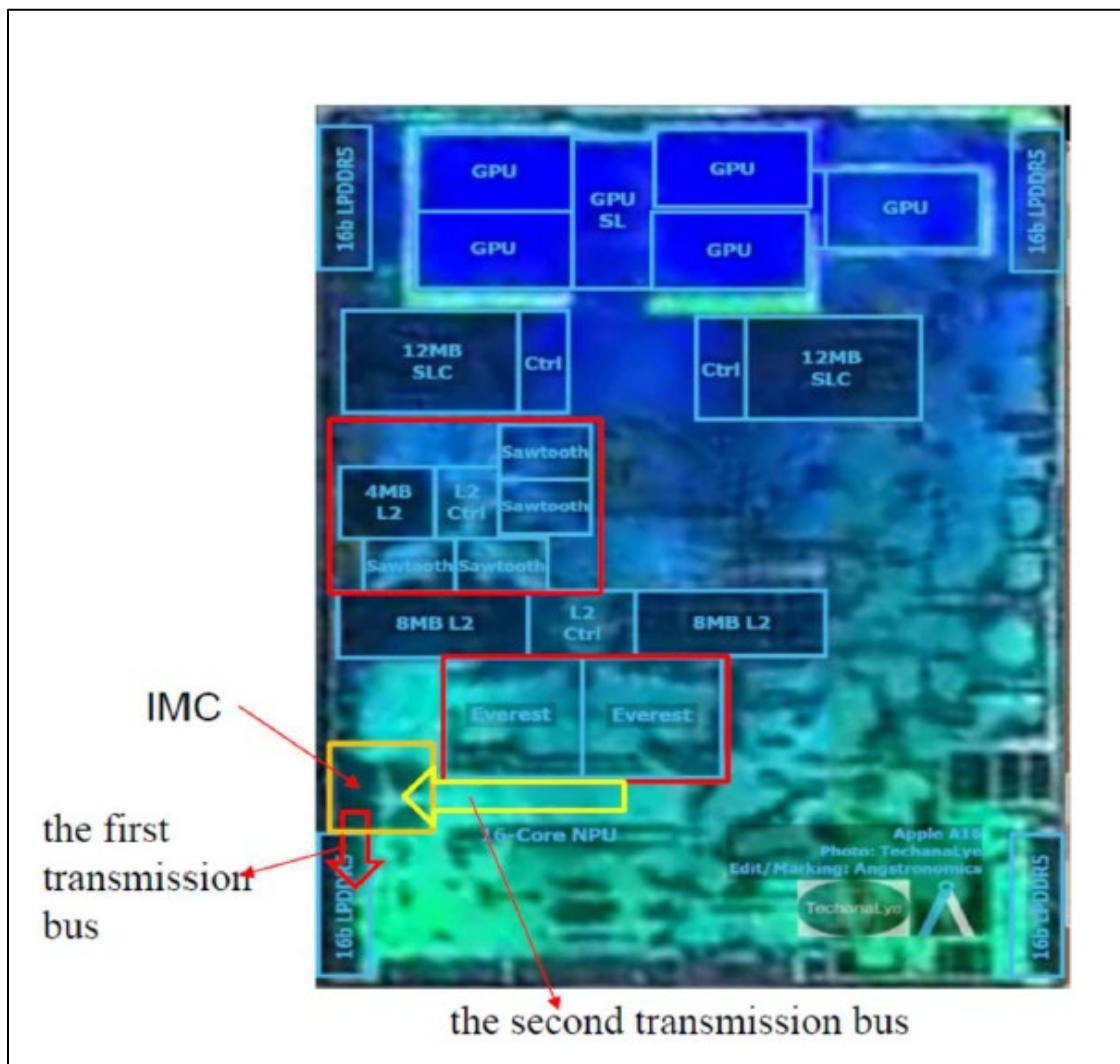 16b LPDDR5
GPU
GPU
GPU
SL
GPU
GPU
GPU
16b LPDDR5
12MB
SLC
Ctrl
Ctrl
12MB
SLC
Sawtooth
Sawtooth
4MB
L2
L2
Ctrl
Sawtooth
Sawtooth
8MB L2
L2
Ctrl
8MB L2
Everest
Everest
IMC
the first
transmission
bus
16-Core NPU
16b LPDDR5
Apple A16
Photo: TechanaLye
Edit/Marking: Angstronomics
TechanaLye
16b LPDDR5
the second transmission bus